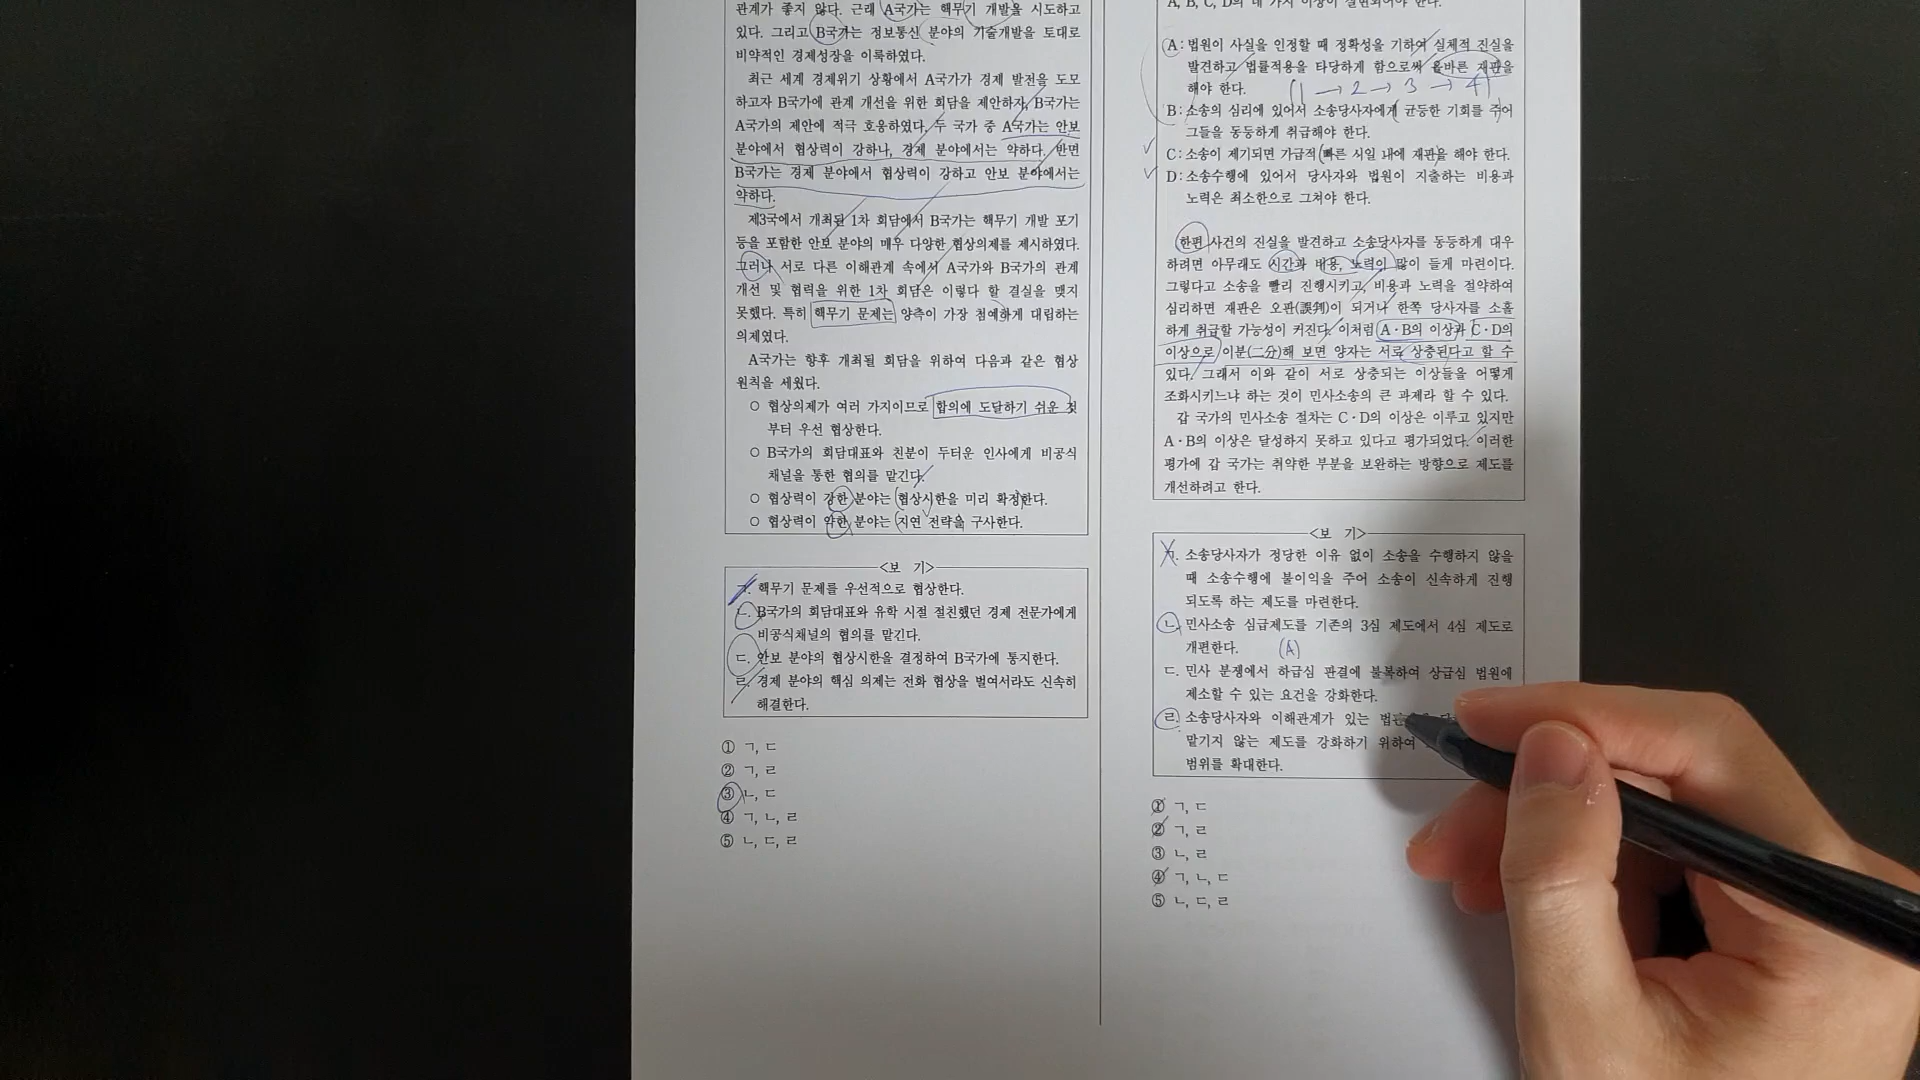 관계가 좋지 않다. 근래 A국가는 핵무기 개발을 시도하고
있다. 그리고 B국가는 정보통신 분야의 기술개발을 토대로
비약적인 경제성장을 이룩하였다.
최근 세계 경제위기 상황에서 A국가가 경제 발전을 도모
하고자 B국가에 관계 개선을 위한 회담을 제안하자, B국가는
A국가의 제안에 적극 호응하였다. 두 국가 중 A국가는 안보
분야에서 협상력이 강하나, 경제 분야에서는 약하다. 반면
B국가는 경제 분야에서 협상력이 강하고 안보 분야에서는
약하다.
제3국에서 개최된 1차 회담에서 B국가는 핵무기 개발 포기
등을 포함한 안보 분야의 매우 다양한 협상의제를 제시하였다.
그러나 서로 다른 이해관계 속에서 A국가와 B국가의 관계
개선 및 협력을 위한 1차 회담은 이렇다 할 결실을 맺지
못했다. 특히 핵무기 문제는 양측이 가장 첨예하게 대립하는
의제였다.
A국가는 향후 개최될 회담을 위하여 다음과 같은 협상
원칙을 세웠다.
○ 협상의제가 여러 가지이므로 합의에 도달하기 쉬운 것
부터 우선 협상한다.
○ B국가의 회담대표와 친분이 두터운 인사에게 비공식
채널을 통한 협의를 맡긴다.
○ 협상력이 강한 분야는 협상시한을 미리 확정한다.
○ 협상력이 약한 분야는 지연 전략을 구사한다.
<보 기>
ㄱ. 핵무기 문제를 우선적으로 협상한다.
ㄴ. B국가의 회담대표와 유학 시절 절친했던 경제 전문가에게
비공식채널의 협의를 맡긴다.
ㄷ. 안보 분야의 협상시한을 결정하여 B국가에 통지한다.
ㄹ. 경제 분야의 핵심 의제는 전화 협상을 벌여서라도 신속히
해결한다.
① ㄱ, ㄷ
② ㄱ, ㄹ
③ ㄴ, ㄷ
④ ㄱ, ㄴ, ㄹ
⑤ ㄴ, ㄷ, ㄹ
A, B, C, D의 네 가지 이상이 실현되어야 한다.
A: 법원이 사실을 인정할 때 정확성을 기하여 실체적 진실을
발견하고 법률적용을 타당하게 함으로써 올바른 재판을
해야 한다. (1 → 2 → 3 → 4)
B: 소송의 심리에 있어서 소송당사자에게 균등한 기회를 주어
그들을 동등하게 취급해야 한다.
C: 소송이 제기되면 가급적 빠른 시일 내에 재판을 해야 한다.
D: 소송수행에 있어서 당사자와 법원이 지출하는 비용과
노력은 최소한으로 그쳐야 한다.
한편 사건의 진실을 발견하고 소송당사자를 동등하게 대우
하려면 아무래도 시간과 비용, 노력이 많이 들게 마련이다.
그렇다고 소송을 빨리 진행시키고, 비용과 노력을 절약하여
심리하면 재판은 오판(誤判)이 되거나 한쪽 당사자를 소홀
하게 취급할 가능성이 커진다. 이처럼 A·B의 이상과 C·D의
이상으로 이분(二分)해 보면 양자는 서로 상충된다고 할 수
있다. 그래서 이와 같이 서로 상충되는 이상들을 어떻게
조화시키느냐 하는 것이 민사소송의 큰 과제라 할 수 있다.
갑 국가의 민사소송 절차는 C·D의 이상은 이루고 있지만
A·B의 이상은 달성하지 못하고 있다고 평가되었다. 이러한
평가에 갑 국가는 취약한 부분을 보완하는 방향으로 제도를
개선하려고 한다.
<보 기>
ㄱ. 소송당사자가 정당한 이유 없이 소송을 수행하지 않을
때 소송수행에 불이익을 주어 소송이 신속하게 진행
되도록 하는 제도를 마련한다.
ㄴ. 민사소송 심급제도를 기존의 3심 제도에서 4심 제도로
개편한다. (A)
ㄷ. 민사 분쟁에서 하급심 판결에 불복하여 상급심 법원에
제소할 수 있는 요건을 강화한다.
ㄹ. 소송당사자와 이해관계가 있는
맡기지 않는 제도를 강화하기 위하여
범위를 확대한다.
① ㄱ, ㄷ
② ㄱ, ㄹ
③ ㄴ, ㄹ
④ ㄱ, ㄴ, ㄷ
⑤ ㄴ, ㄷ, ㄹ